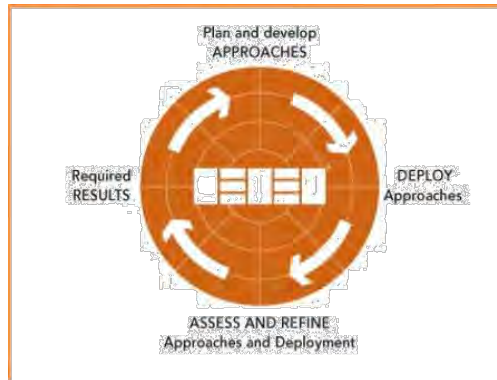 Plan and develop
APPROACHES
Required
RESULTS
DEPLOY
Approaches
ASSESS AND REFINE
Approaches and Deployment